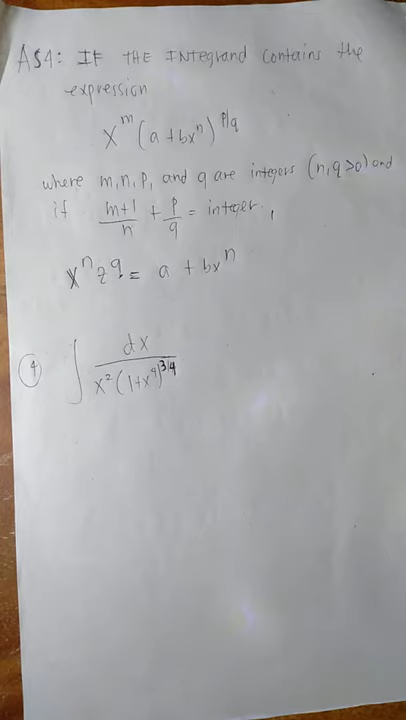 AS4: IF THE INTegrand contains the
expression
x^m (a + bx^n)^p/q
where m, n, p, and q are integers (n, q > 0) and
if (m+1)/n + p/q = integer,
x^n z^q = a + bx^n
④ ∫ dx / x^2 (1+x^4)^3/4